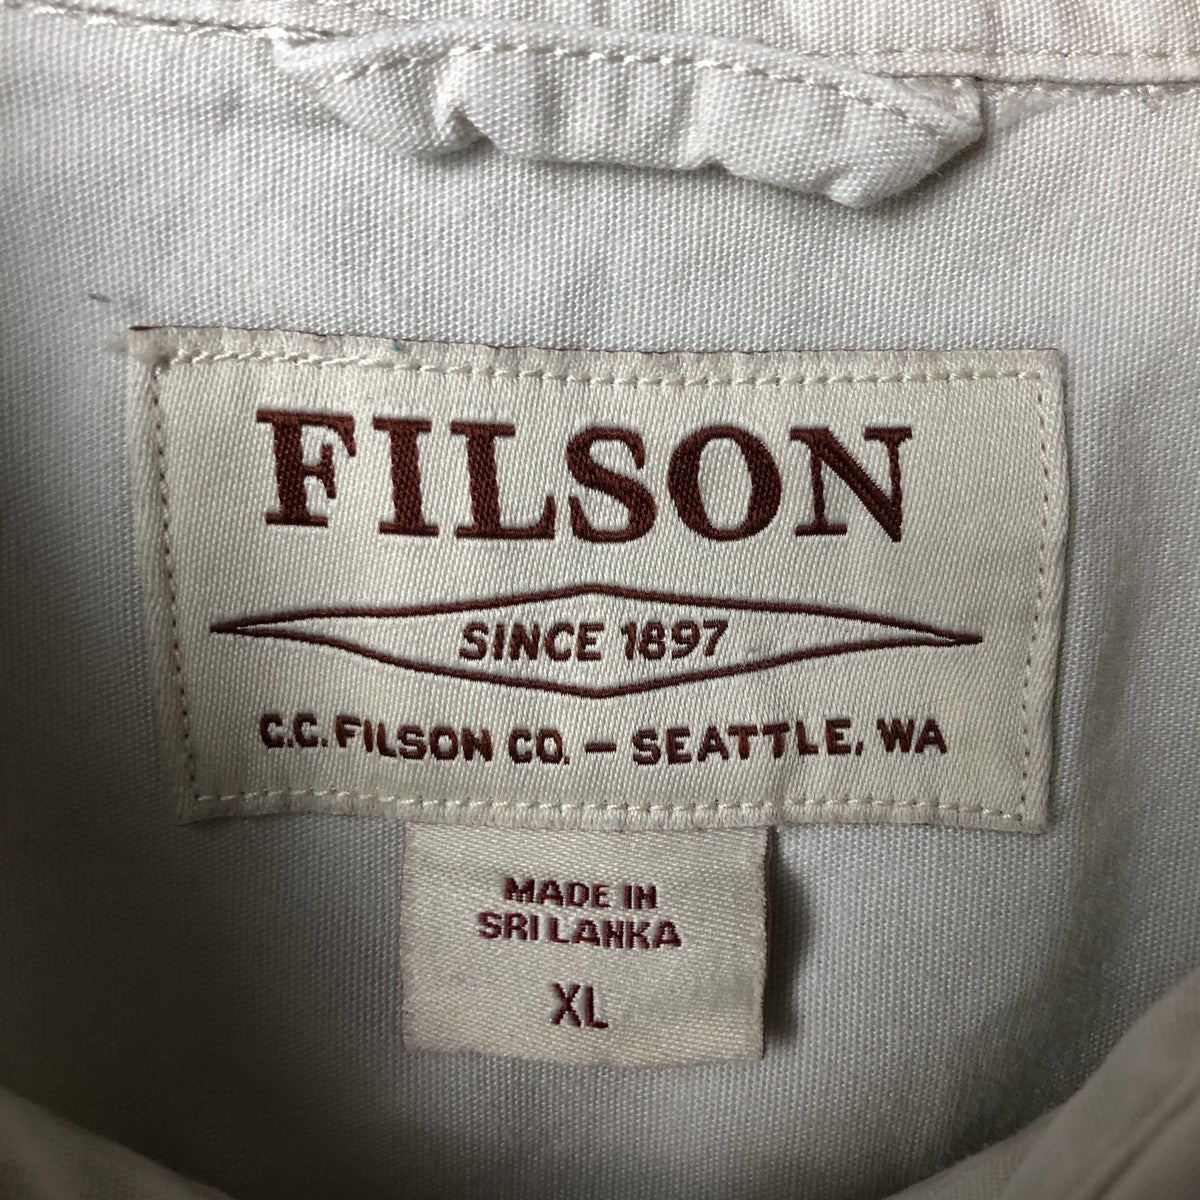 FILSON
SINCE 1897
C.C. FILSON CO. – SEATTLE, WA
MADE IN
SRI LANKA
XL